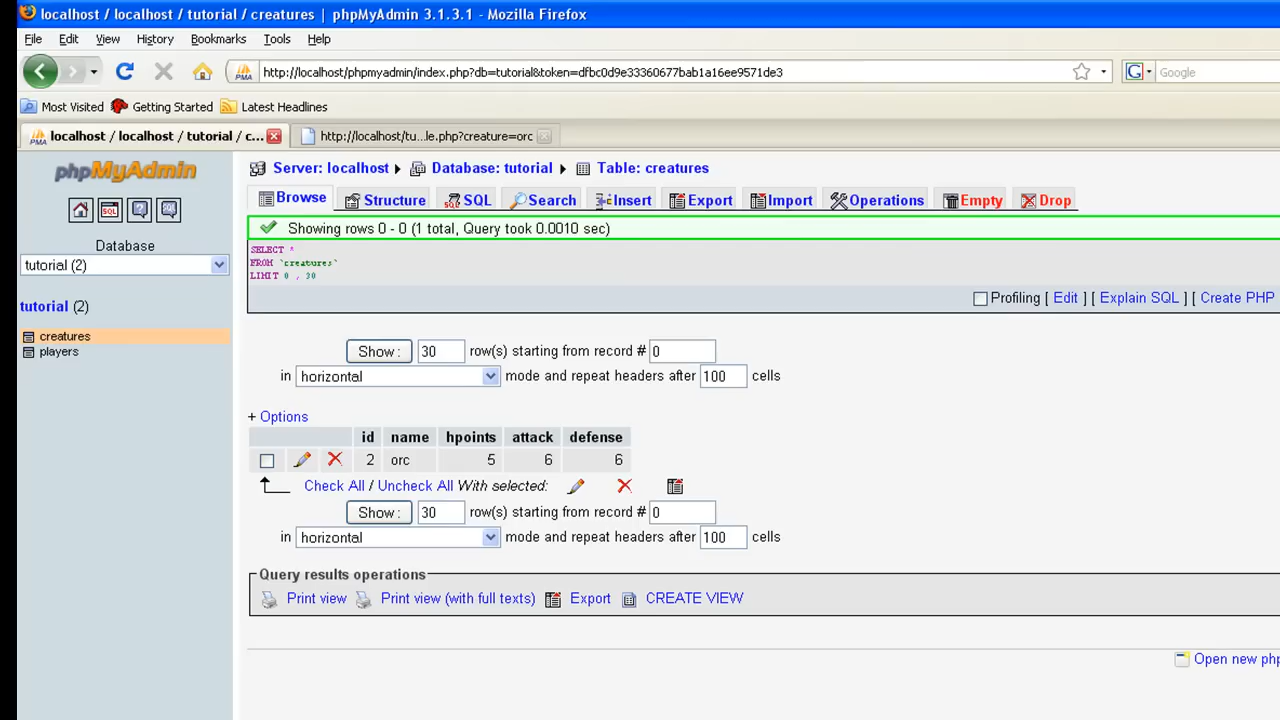 localhost / localhost / tutorial / creatures | phpMyAdmin 3.1.3.1 - Mozilla Firefox
File Edit View History Bookmarks Tools Help
http://localhost/phpmyadmin/index.php?db=tutorial&token=dfbc0d9e33360677bab1a16ee9571de3 Google
Most Visited Getting Started Latest Headlines
localhost / localhost / tutorial / c... http://localhost/tu...le.php?creature=orc
phpMyAdmin
Server: localhost Database: tutorial Table: creatures
Browse Structure SQL Search Insert Export Import Operations Empty Drop
Showing rows 0 - 0 (1 total, Query took 0.0010 sec)
SELECT *
FROM `creatures`
LIMIT 0 , 30
Profiling [ Edit ] [ Explain SQL ] [ Create PHP
Database
tutorial (2)
tutorial (2)
creatures
players
Show : 30 row(s) starting from record # 0
in horizontal mode and repeat headers after 100 cells
+ Options
id name hpoints attack defense
2 orc 5 6 6
Check All / Uncheck All With selected:
Show : 30 row(s) starting from record # 0
in horizontal mode and repeat headers after 100 cells
Query results operations
Print view Print view (with full texts) Export CREATE VIEW
Open new php